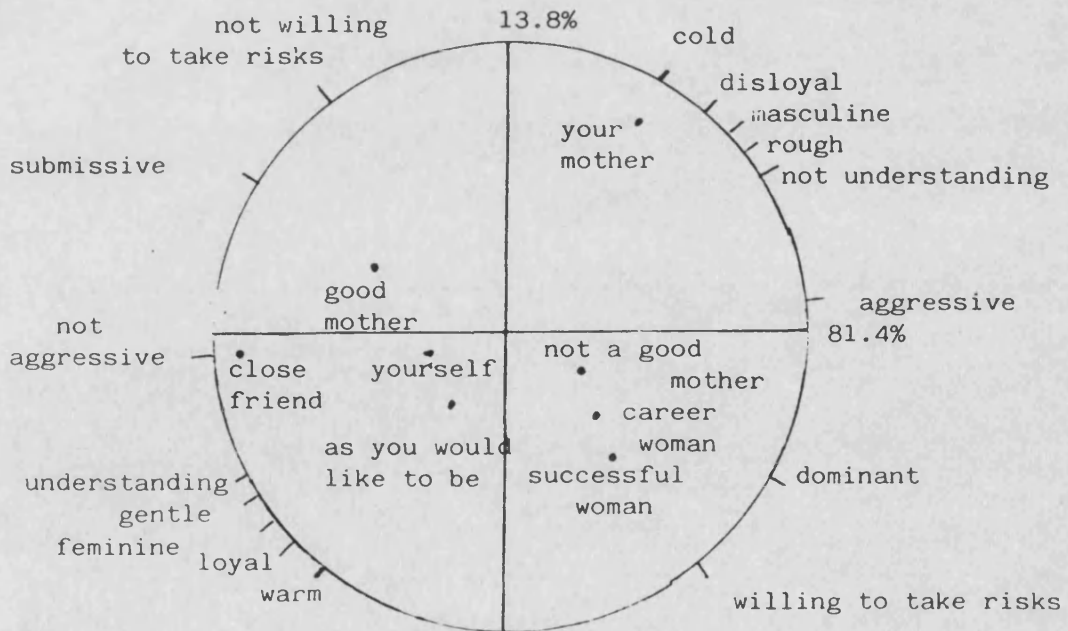 13.8%
not willing
to take risks
cold
disloyal
masculine
your
mother
rough
submissive
not understanding
good
mother
aggressive
not
aggressive
81.4%
close
friend
yourself
not a good
mother
career
woman
as you would
like to be
successful
woman
dominant
understanding
gentle
feminine
loyal
warm
willing to take risks